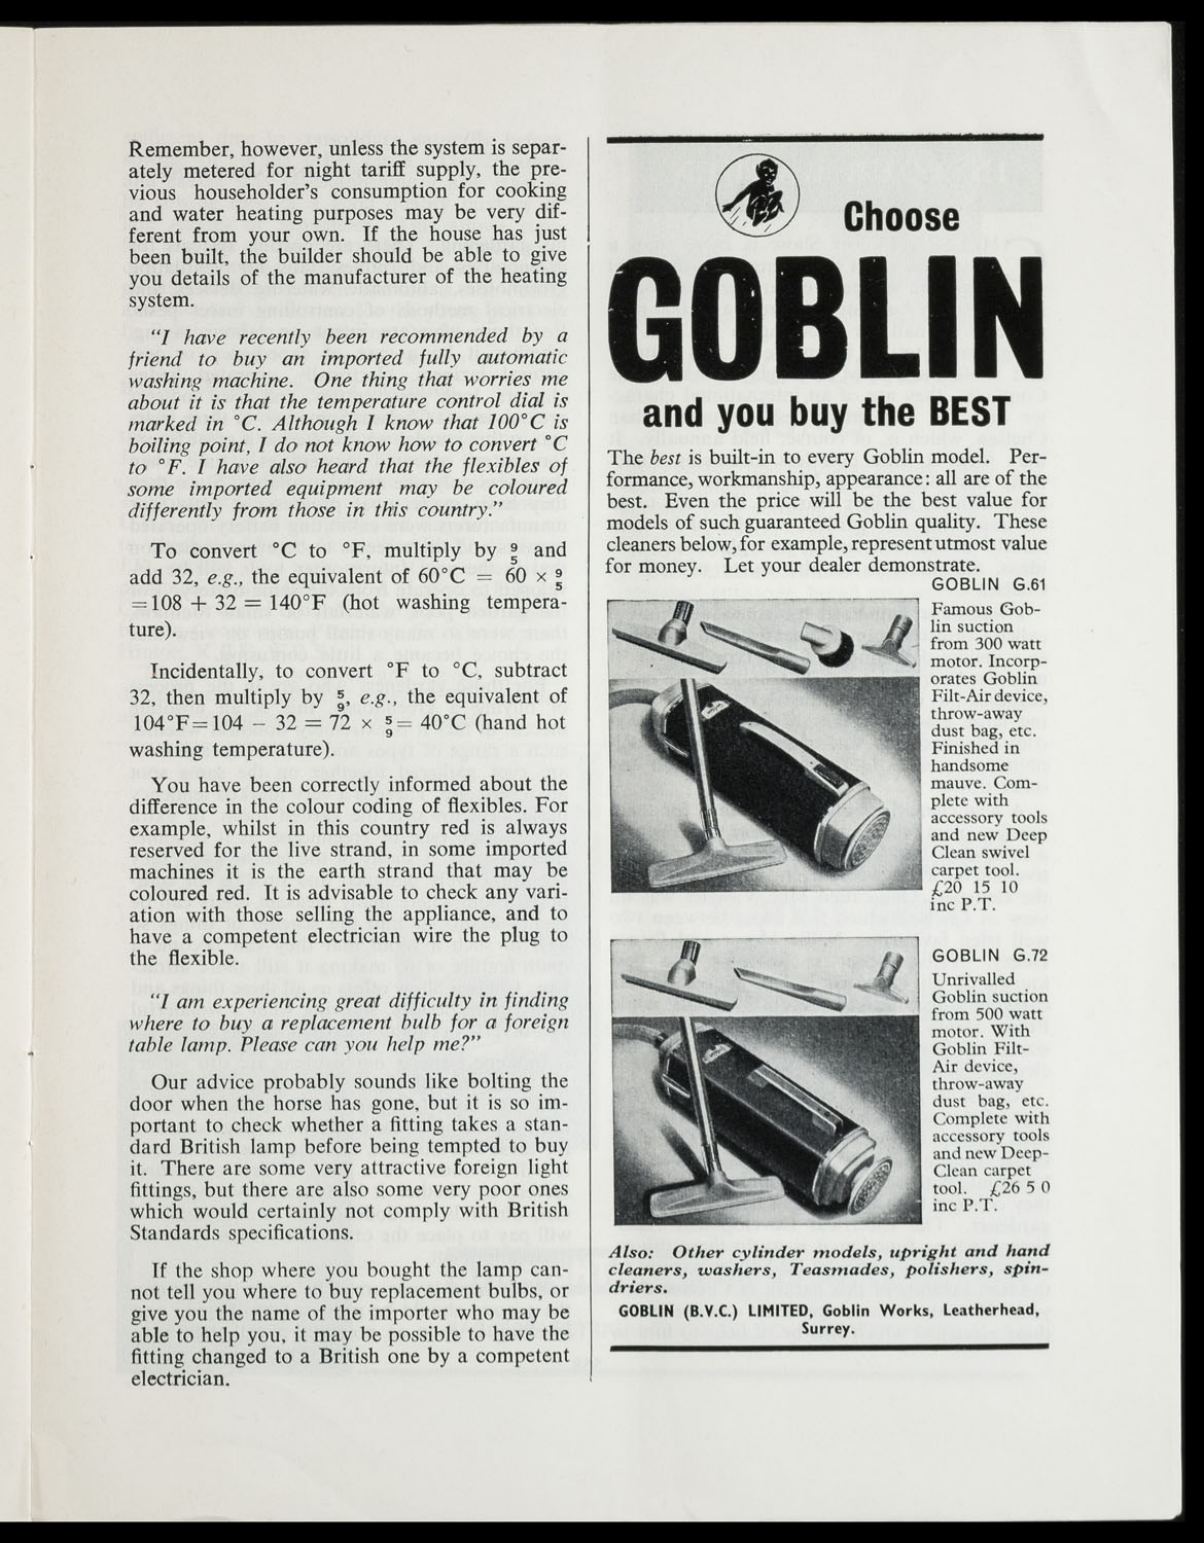 Remember, however, unless the system is separ-
ately metered for night tariff supply, the pre-
vious householder's consumption for cooking
and water heating purposes may be very dif-
ferent from your own. If the house has just
been built, the builder should be able to give
you details of the manufacturer of the heating
system.
"I have recently been recommended by a
friend to buy an imported fully automatic
washing machine. One thing that worries me
about it is that the temperature control dial is
marked in °C. Although I know that 100°C is
boiling point, I do not know how to convert °C
to °F. I have also heard that the flexibles of
some imported equipment may be coloured
differently from those in this country."
To convert °C to °F, multiply by 9/5 and
add 32, e.g., the equivalent of 60°C = 60 × 9/5
=108 + 32 = 140°F (hot washing tempera-
ture).
Incidentally, to convert °F to °C, subtract
32, then multiply by 5/9, e.g., the equivalent of
104°F=104 − 32 = 72 × 5/9= 40°C (hand hot
washing temperature).
You have been correctly informed about the
difference in the colour coding of flexibles. For
example, whilst in this country red is always
reserved for the live strand, in some imported
machines it is the earth strand that may be
coloured red. It is advisable to check any vari-
ation with those selling the appliance, and to
have a competent electrician wire the plug to
the flexible.
"I am experiencing great difficulty in finding
where to buy a replacement bulb for a foreign
table lamp. Please can you help me?"
Our advice probably sounds like bolting the
door when the horse has gone, but it is so im-
portant to check whether a fitting takes a stan-
dard British lamp before being tempted to buy
it. There are some very attractive foreign light
fittings, but there are also some very poor ones
which would certainly not comply with British
Standards specifications.
If the shop where you bought the lamp can-
not tell you where to buy replacement bulbs, or
give you the name of the importer who may be
able to help you, it may be possible to have the
fitting changed to a British one by a competent
electrician.
Choose
GOBLIN
and you buy the BEST
The best is built-in to every Goblin model. Per-
formance, workmanship, appearance: all are of the
best. Even the price will be the best value for
models of such guaranteed Goblin quality. These
cleaners below, for example, represent utmost value
for money. Let your dealer demonstrate.
GOBLIN G.61
Famous Gob-
lin suction
from 300 watt
motor. Incorp-
orates Goblin
Filt-Air device,
throw-away
dust bag, etc.
Finished in
handsome
mauve. Com-
plete with
accessory tools
and new Deep
Clean swivel
carpet tool.
£20 15 10
inc P.T.
GOBLIN G.72
Unrivalled
Goblin suction
from 500 watt
motor. With
Goblin Filt-
Air device,
throw-away
dust bag, etc.
Complete with
accessory tools
and new Deep-
Clean carpet
tool. £26 5 0
inc P.T.
Also: Other cylinder models, upright and hand
cleaners, washers, Teasmades, polishers, spin-
driers.
GOBLIN (B.V.C.) LIMITED, Goblin Works, Leatherhead,
Surrey.